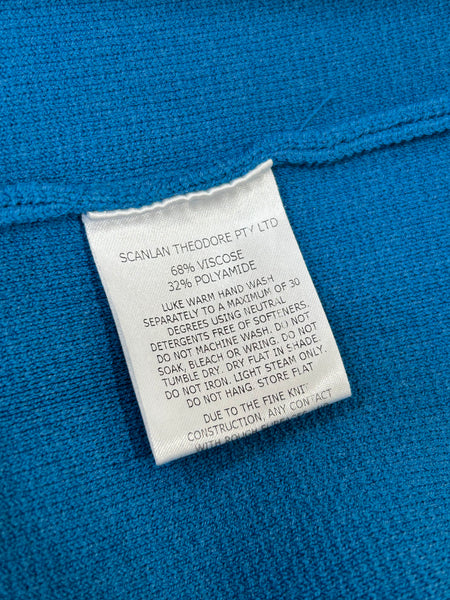 SCANLAN THEODORE PTY LTD
68% VISCOSE
32% POLYAMIDE
LUKE WARM HAND WASH
SEPARATELY TO A MAXIMUM OF 30
DEGREES USING NEUTRAL
DETERGENTS FREE OF SOFTENERS.
DO NOT MACHINE WASH. DO NOT
SOAK, BLEACH OR WRING. DO NOT
TUMBLE DRY. DRY FLAT IN SHADE.
DO NOT IRON. LIGHT STEAM ONLY.
DO NOT HANG. STORE FLAT
DUE TO THE FINE KNIT
CONSTRUCTION, ANY CONTACT
WITH ROUGH